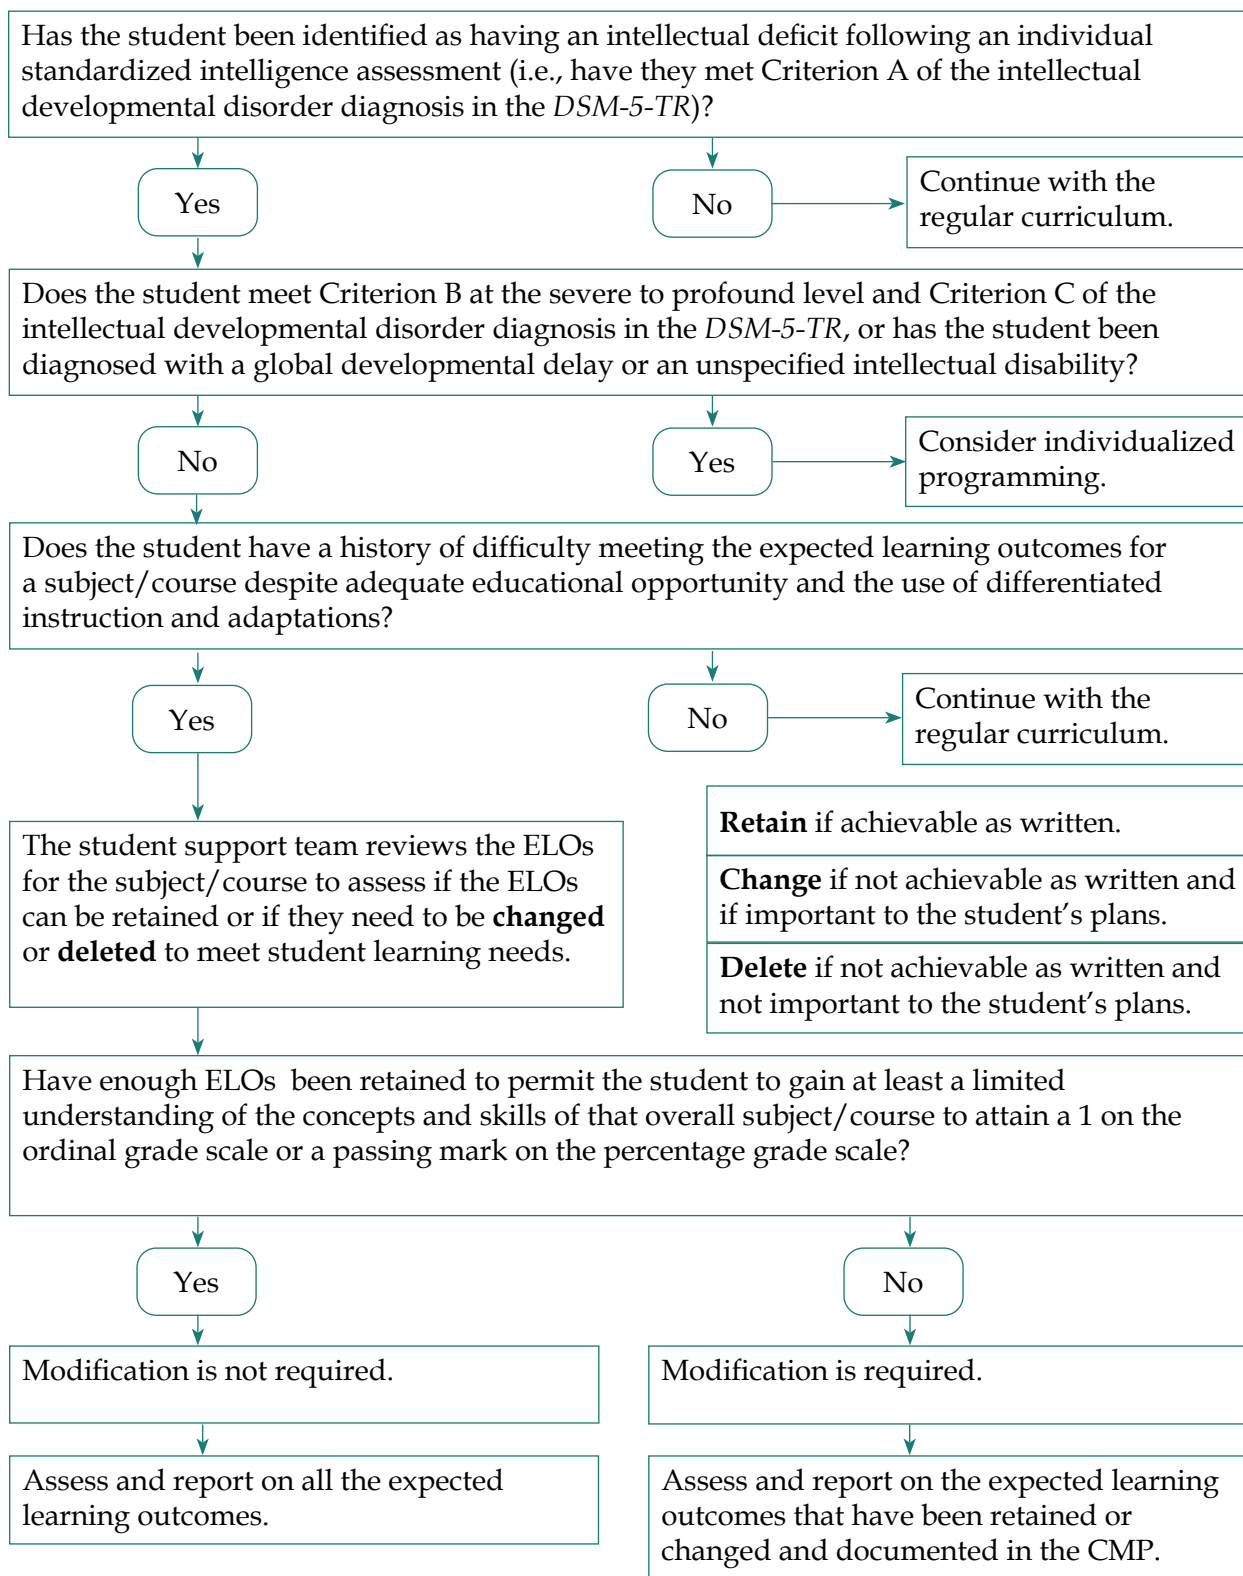 Has the student been identified as having an intellectual deficit following an individual
standardized intelligence assessment (i.e., have they met Criterion A of the intellectual
developmental disorder diagnosis in the DSM-5-TR)?
Yes
No
Continue with the
regular curriculum.
Does the student meet Criterion B at the severe to profound level and Criterion C of the
intellectual developmental disorder diagnosis in the DSM-5-TR, or has the student been
diagnosed with a global developmental delay or an unspecified intellectual disability?
No
Yes
Consider individualized
programming.
Does the student have a history of difficulty meeting the expected learning outcomes for
a subject/course despite adequate educational opportunity and the use of differentiated
instruction and adaptations?
Yes
No
Continue with the
regular curriculum.
The student support team reviews the ELOs
for the subject/course to assess if the ELOs
can be retained or if they need to be changed
or deleted to meet student learning needs.
Retain if achievable as written.
Change if not achievable as written and
if important to the student's plans.
Delete if not achievable as written and
not important to the student's plans.
Have enough ELOs been retained to permit the student to gain at least a limited
understanding of the concepts and skills of that overall subject/course to attain a 1 on the
ordinal grade scale or a passing mark on the percentage grade scale?
Yes
No
Modification is not required.
Modification is required.
Assess and report on all the expected
learning outcomes.
Assess and report on the expected learning
outcomes that have been retained or
changed and documented in the CMP.